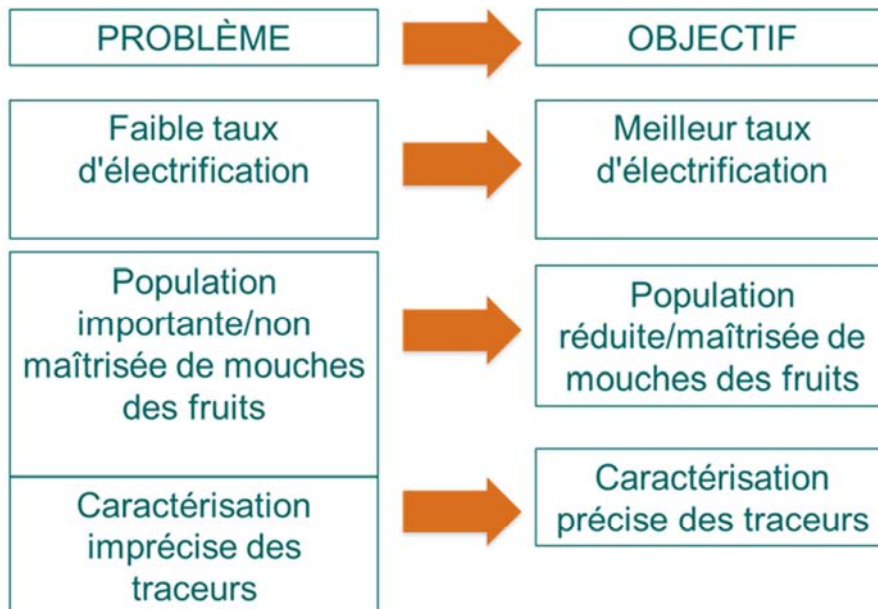 PROBLÈME
OBJECTIF
Faible taux
d'électrification
Meilleur taux
d'électrification
Population
importante/non
maîtrisée de mouches
des fruits
Population
réduite/maîtrisée de
mouches des fruits
Caractérisation
imprécise des
traceurs
Caractérisation
précise des traceurs